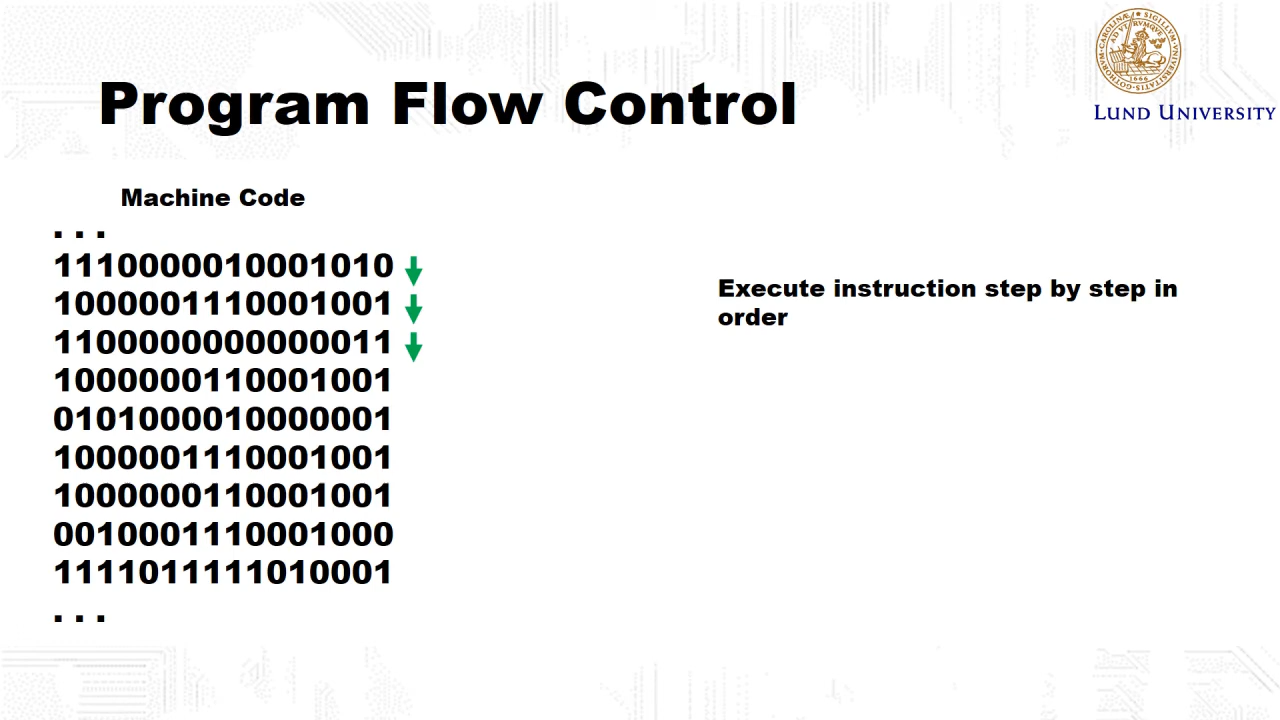 Program Flow Control
LUND UNIVERSITY
Machine Code
. . .
1110000010001010
1000001110001001
1100000000000011
1000000110001001
0101000010000001
1000001110001001
1000000110001001
0010001110001000
1111011111010001
. . .
Execute instruction step by step in
order